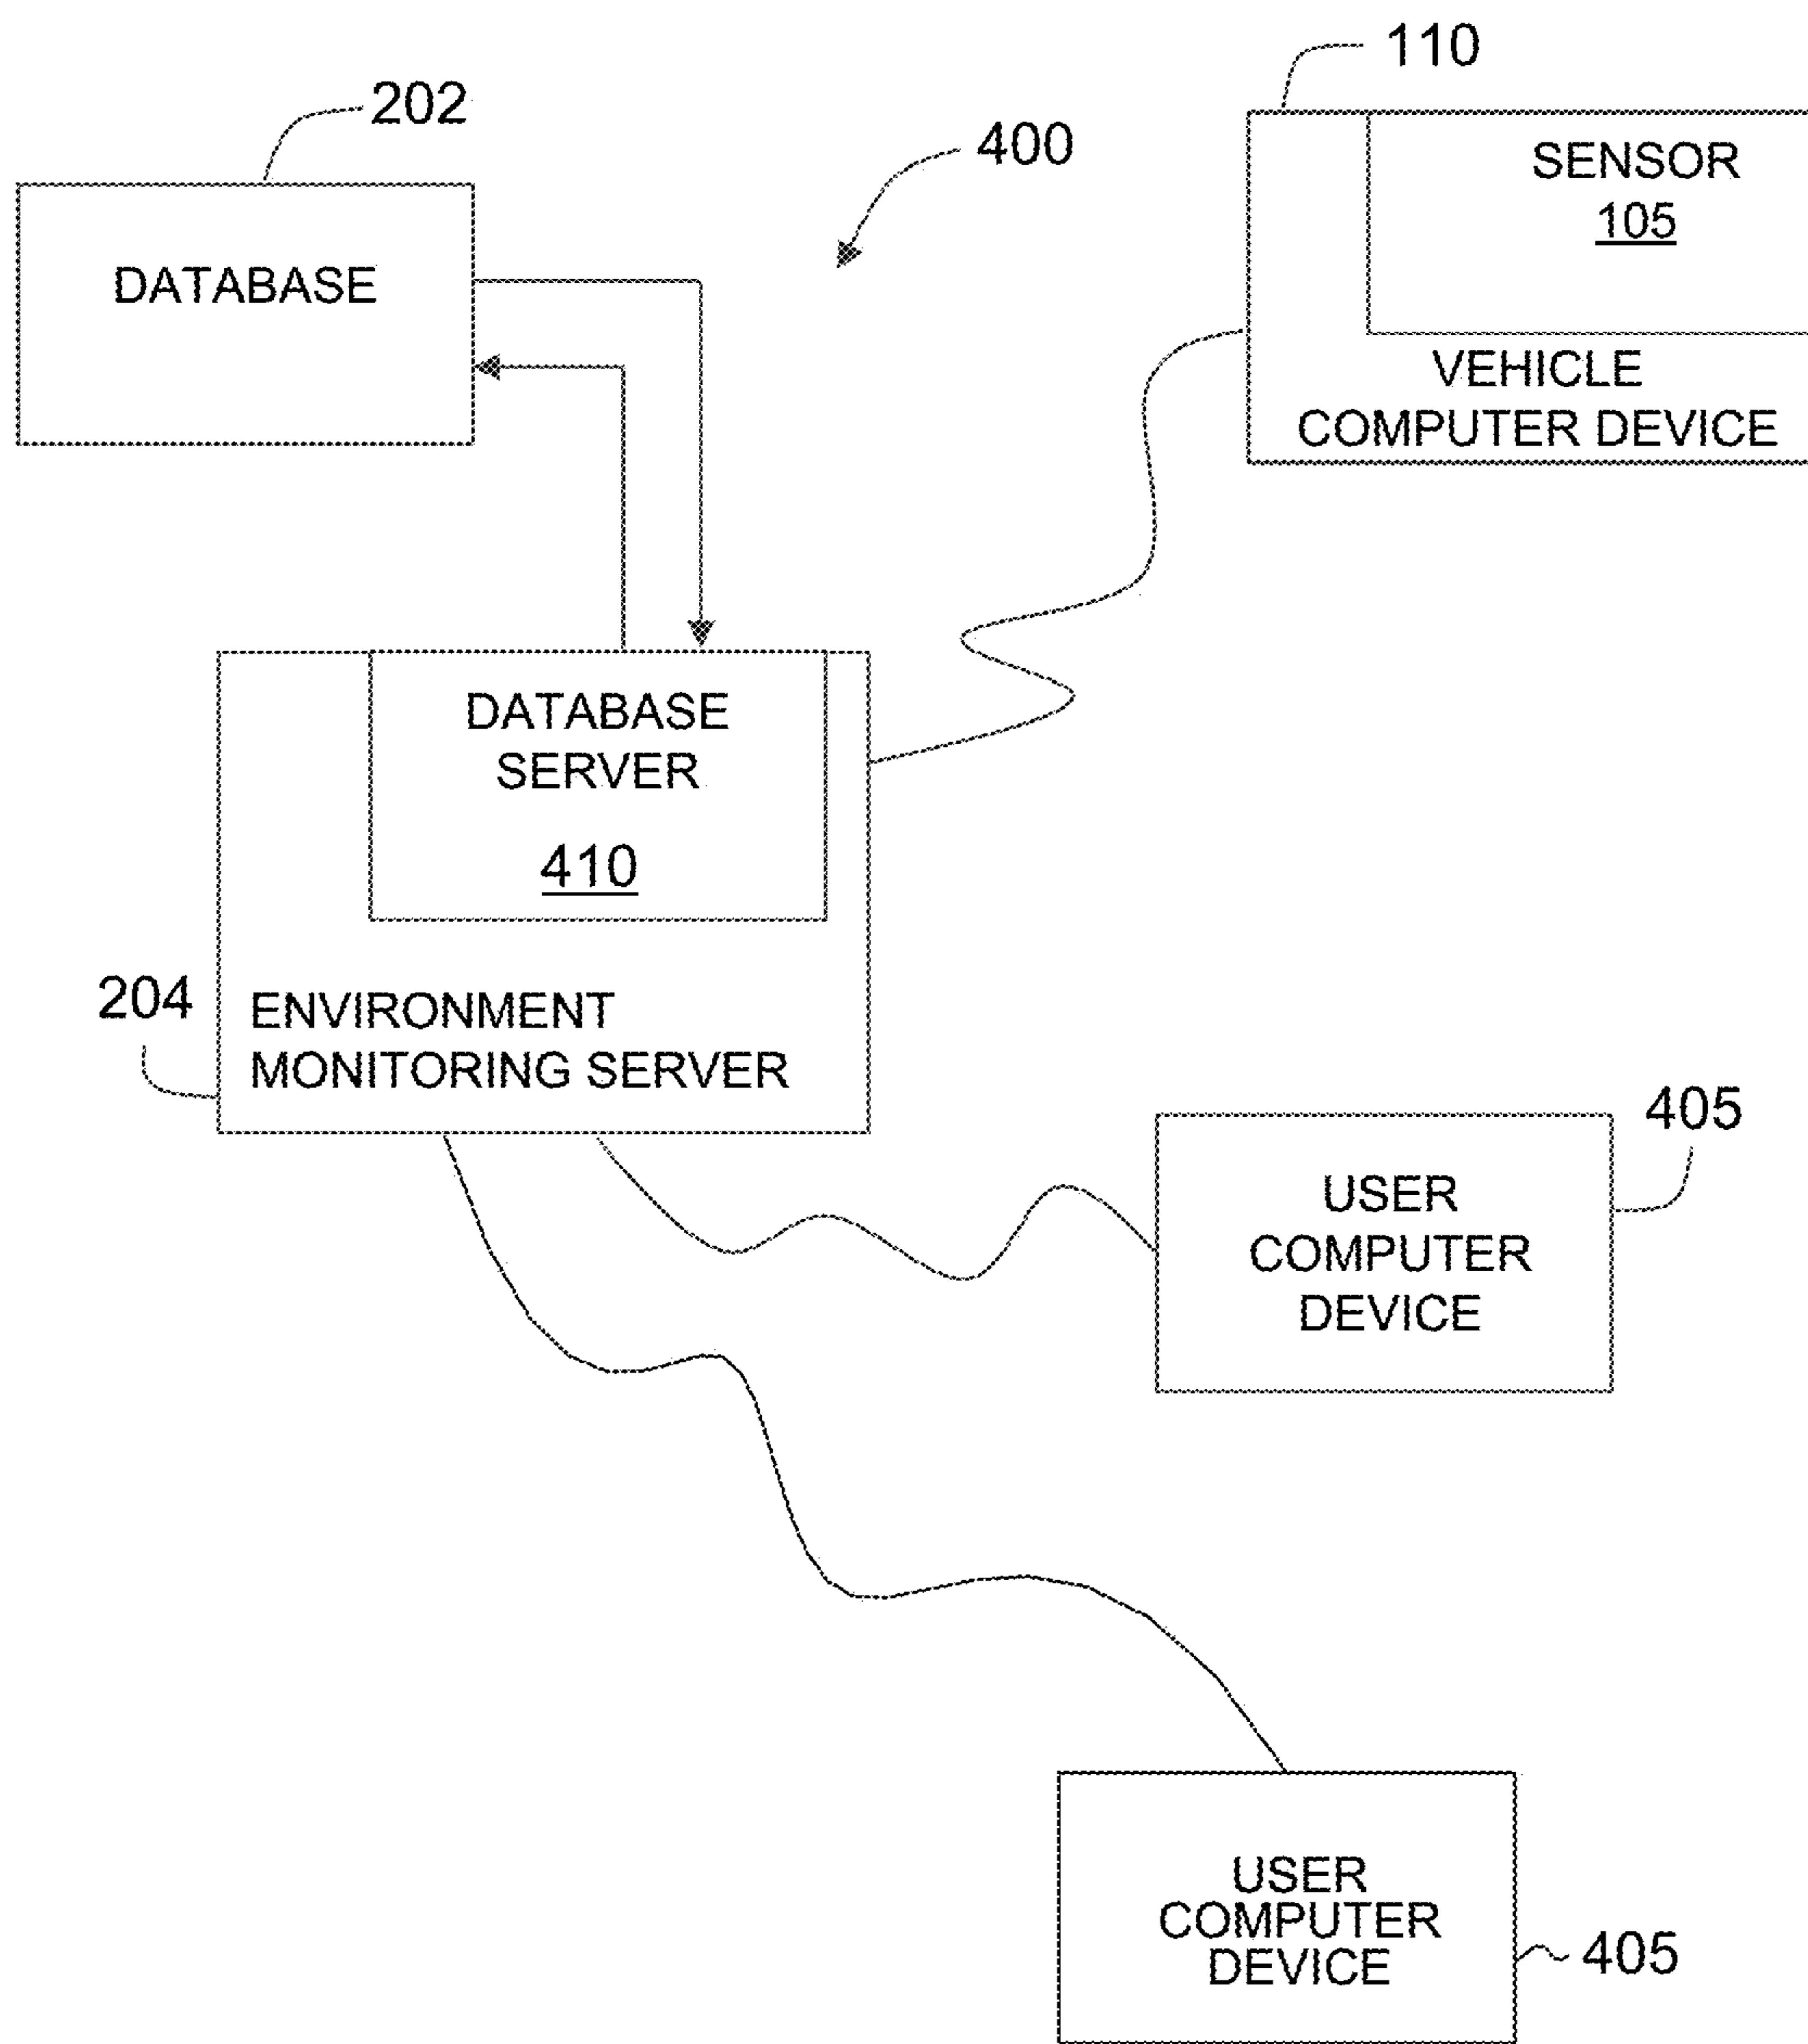 110
202
400
SENSOR
105
DATABASE
VEHICLE
COMPUTER DEVICE
DATABASE
SERVER
410
204
ENVIRONMENT
MONITORING SERVER
405
USER
COMPUTER
DEVICE
USER
COMPUTER
DEVICE
405